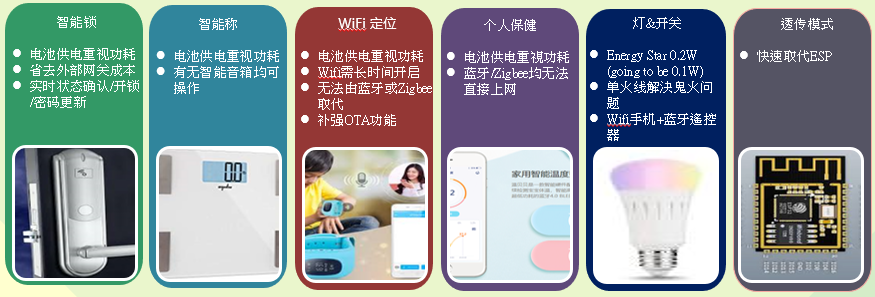 智能锁
● 电池供电重视功耗
● 省去外部网关成本
● 实时状态确认/开锁
/密码更新
智能称
● 电池供电重视功耗
● 有无智能音箱均可
操作
0.0
WiFi 定位
● 电池供电重视功耗
● Wifi需长时间开启
● 无法由蓝牙或Zigbee
取代
● 补强OTA功能
个人保健
● 电池供电重視功耗
● 蓝牙/Zigbee均无法
直接上网
家用智能温度
灯&开关
● Energy Star 0.2W
(going to be 0.1W)
● 单火线解决鬼火问
题
● Wifi手机+蓝牙遙控
器
透传模式
● 快速取代ESP